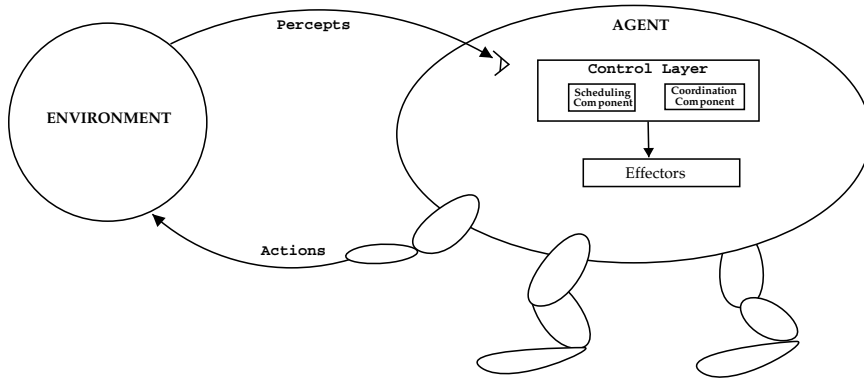 Percepts
AGENT
Control Layer
Scheduling
Component
Coordination
Component
ENVIRONMENT
Effectors
Actions